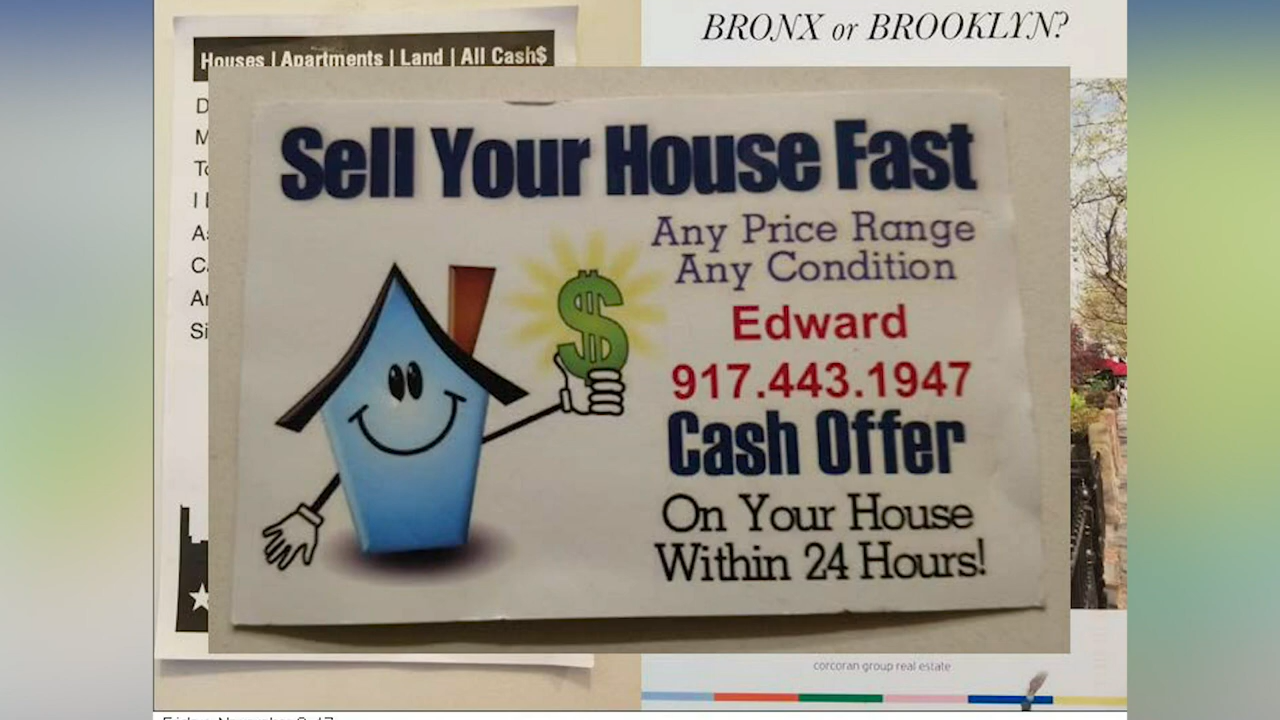 BRONX or BROOKLYN?
Houses | Apartments | Land | All Cash$
Sell Your House Fast
Any Price Range
Any Condition
Edward
917.443.1947
Cash Offer
On Your House
Within 24 Hours!
corcoran group real estate